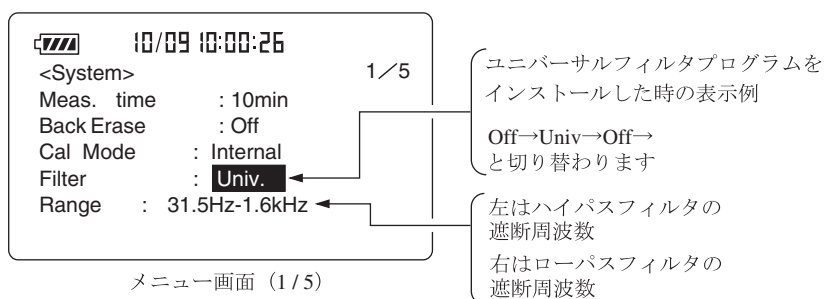 10/09 10:00:26
<System> 1／5
Meas. time : 10min
Back Erase : Off
Cal Mode : Internal
Filter : Univ.
Range : 31.5Hz-1.6kHz
メニュー画面（1 / 5）
ユニバーサルフィルタプログラムを
インストールした時の表示例
Off→Univ→Off→
と切り替わります
左はハイパスフィルタの
遮断周波数
右はローパスフィルタの
遮断周波数